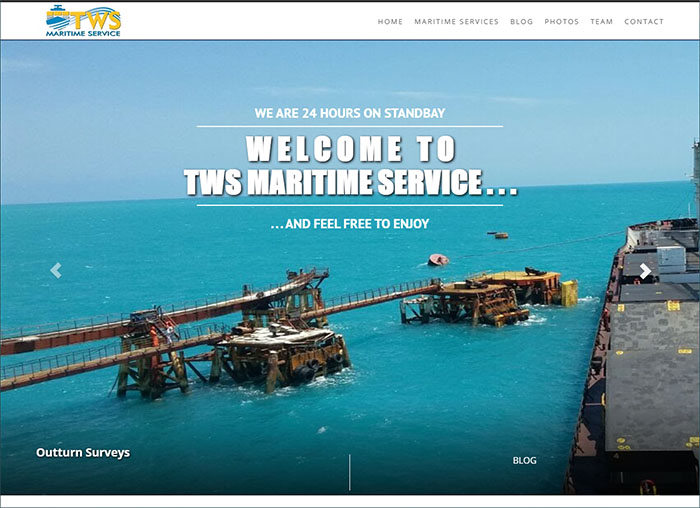 TWS
MARITIME SERVICE
HOME MARITIME SERVICES BLOG PHOTOS TEAM CONTACT
WE ARE 24 HOURS ON STANDBAY
WELCOME TO
TWS MARITIME SERVICE...
...AND FEEL FREE TO ENJOY
Outturn Surveys
BLOG